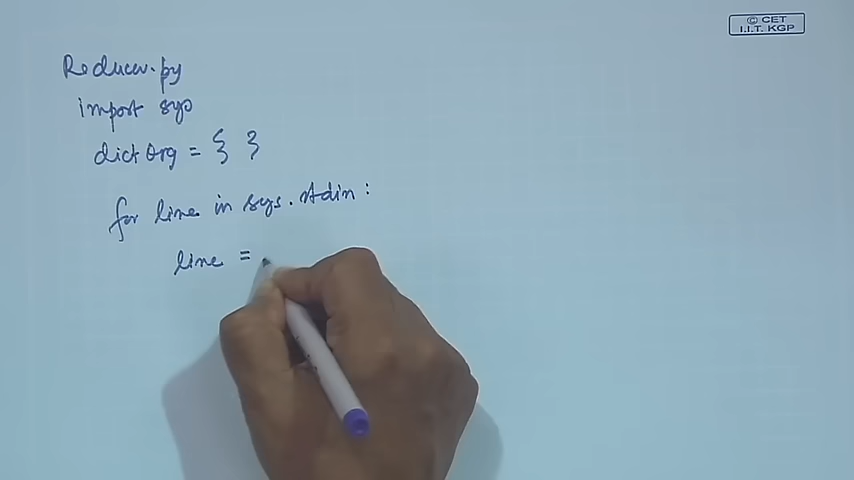 © CET
I.I.T. KGP
Reducer.py
import sys
dictOrg = { }
for line in sys.stdin:
line =